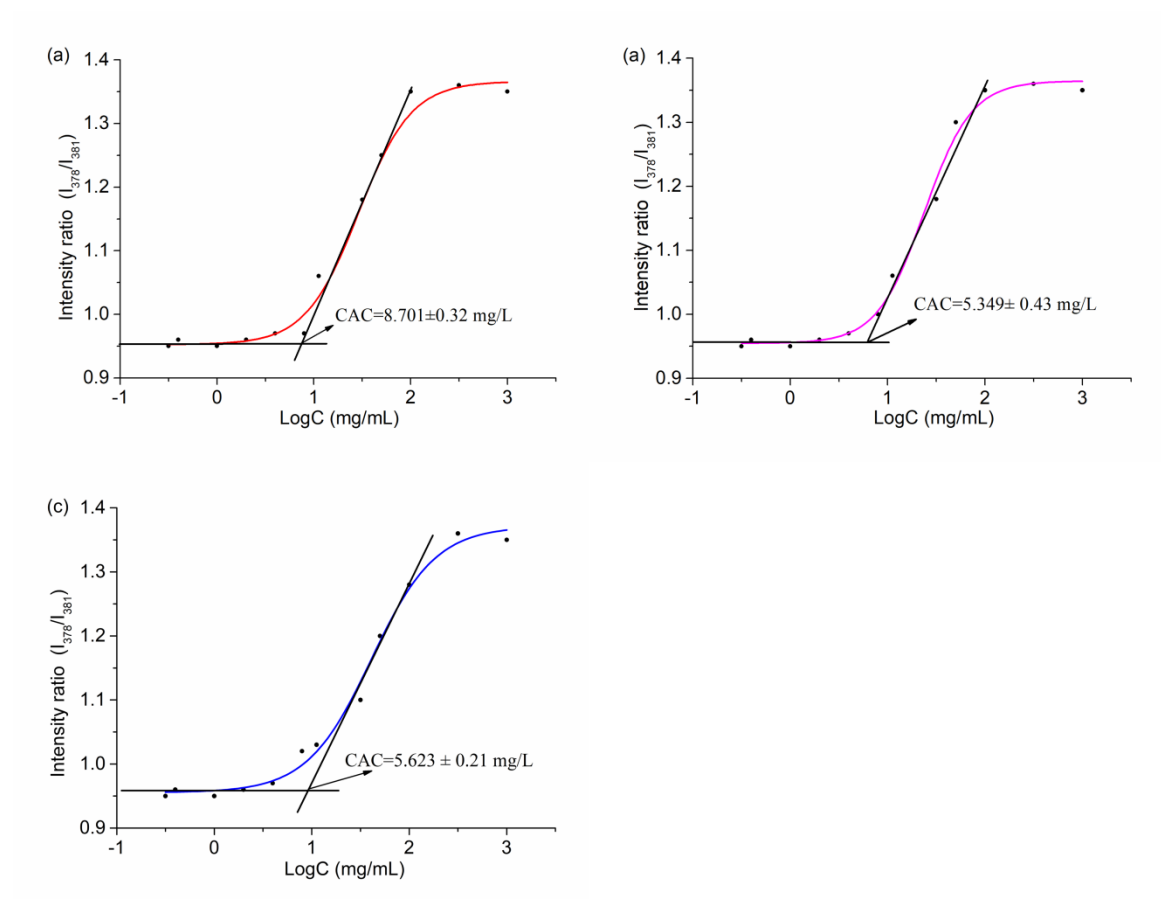 (a)
1.4
1.3
1.2
1.1
1.0
0.9
Intensity ratio (I378/I381)
CAC=8.701±0.32 mg/L
-1 0 1 2 3
LogC (mg/mL)
(a)
1.4
1.3
1.2
1.1
1.0
0.9
Intensity ratio (I378/I381)
CAC=5.349± 0.43 mg/L
-1 0 1 2 3
LogC (mg/mL)
(c)
1.4
1.3
1.2
1.1
1.0
0.9
Intensity ratio (I378/I381)
CAC=5.623 ± 0.21 mg/L
-1 0 1 2 3
LogC (mg/mL)